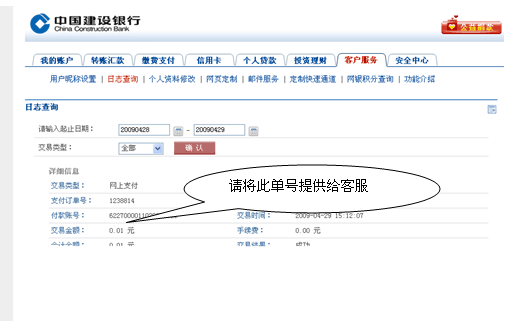 中国建设银行
China Construction Bank
公益捐款
我的账户 转账汇款 缴费支付 信用卡 个人贷款 投资理财 客户服务 安全中心
用户昵称设置 | 日志查询 | 个人资料修改 | 网页定制 | 邮件服务 | 定制快速通道 | 网银积分查询 | 功能介绍
日志查询
请输入起止日期: 20090428 - 20090429
交易类型: 全部 确 认
详细信息
交易类型: 网上支付
请将此单号提供给客服
支付订单号: 1238814
付款账号: 交易时间: 2009-04-29 15:12:07
交易金额: 0.01 元 手续费: 0.00 元
0.01 元 成功